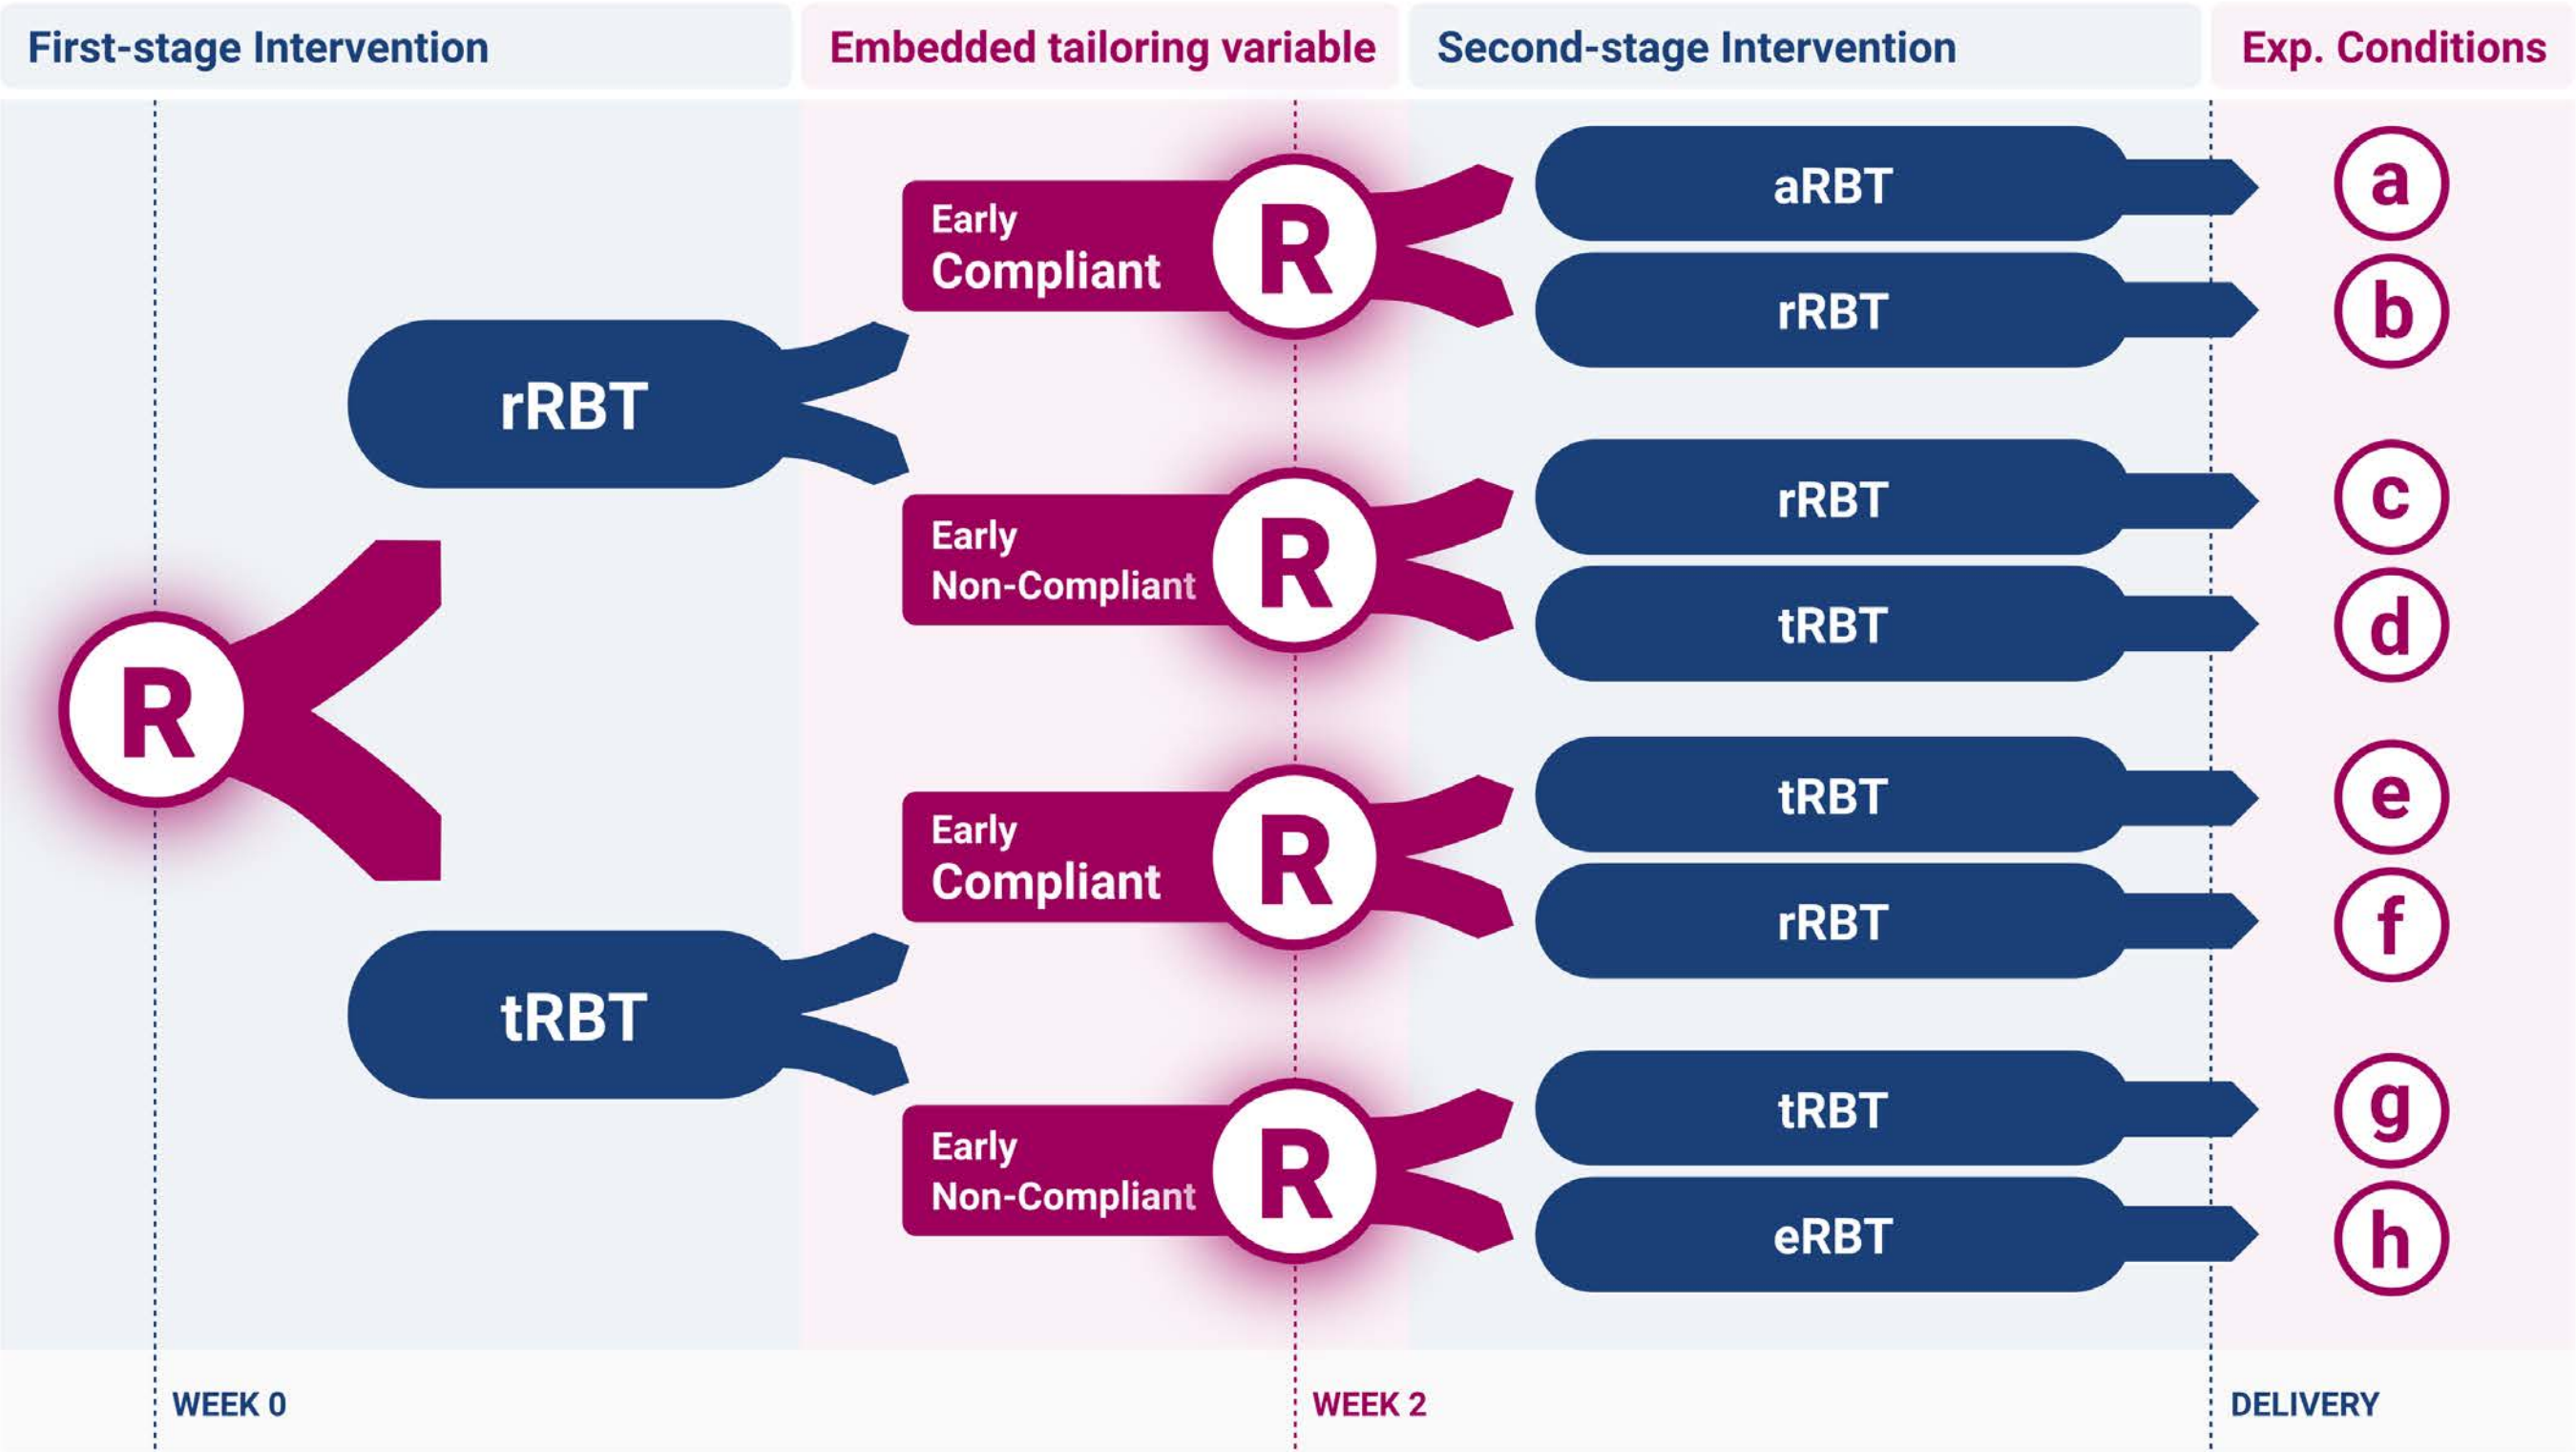 First-stage Intervention
Embedded tailoring variable
Second-stage Intervention
Exp. Conditions
R
rRBT
tRBT
Early
Compliant
R
aRBT
a
rRBT
b
Early
Non-Compliant
R
rRBT
c
tRBT
d
Early
Compliant
R
tRBT
e
rRBT
f
Early
Non-Compliant
R
tRBT
g
eRBT
h
WEEK 0
WEEK 2
DELIVERY